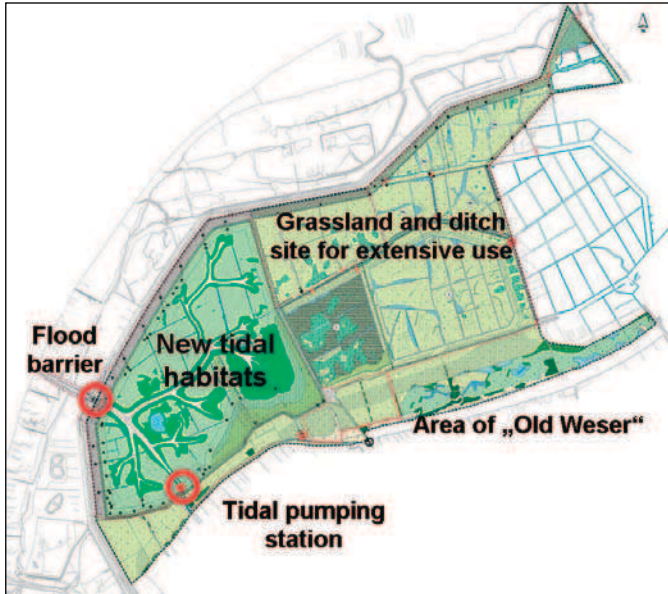 Grassland and ditch
site for extensive use
Flood
barrier
New tidal
habitats
Area of „Old Weser“
Tidal pumping
station